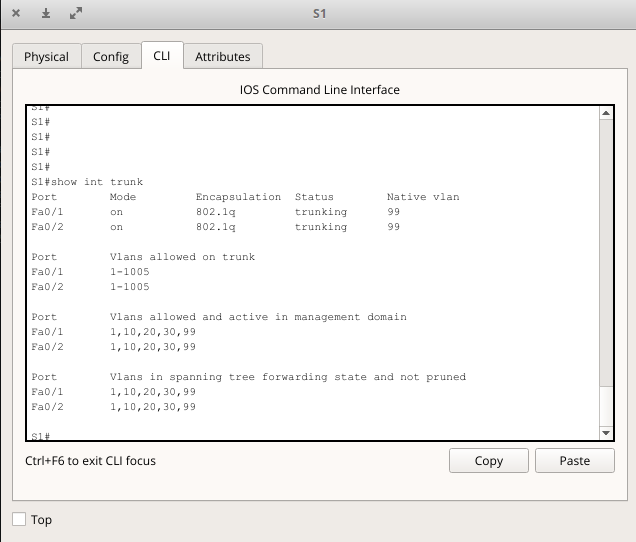 S1
Physical Config CLI Attributes
IOS Command Line Interface
S1#
S1#
S1#
S1#
S1#
S1#show int trunk
Port Mode Encapsulation Status Native vlan
Fa0/1 on 802.1q trunking 99
Fa0/2 on 802.1q trunking 99
Port Vlans allowed on trunk
Fa0/1 1-1005
Fa0/2 1-1005
Port Vlans allowed and active in management domain
Fa0/1 1,10,20,30,99
Fa0/2 1,10,20,30,99
Port Vlans in spanning tree forwarding state and not pruned
Fa0/1 1,10,20,30,99
Fa0/2 1,10,20,30,99
S1#
Ctrl+F6 to exit CLI focus Copy Paste
Top